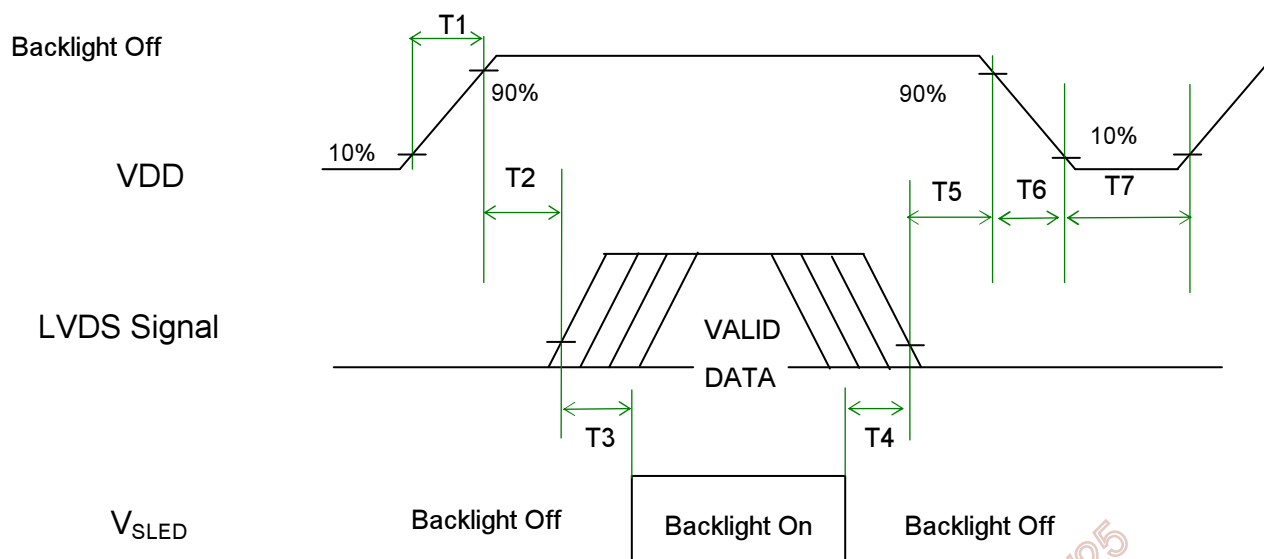 T1
Backlight Off
90%
90%
10%
10%
VDD
T2
T5
T6
T7
LVDS Signal
VALID
DATA
T3
T4
VSLED
Backlight Off
Backlight On
Backlight Off